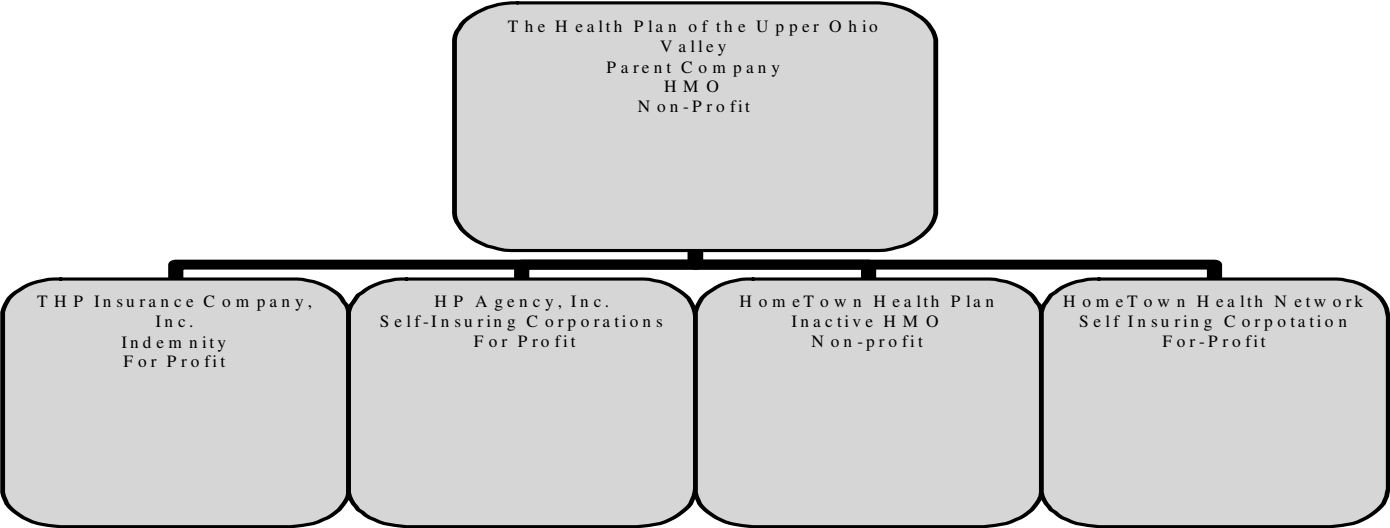 The Health Plan of the Upper Ohio
Valley
Parent Company
HMO
Non-Profit
THP Insurance Company,
Inc.
Indemnity
For Profit
HP Agency, Inc.
Self-Insuring Corporations
For Profit
HomeTown Health Plan
Inactive HMO
Non-profit
HomeTown Health Network
Self Insuring Corpotation
For-Profit